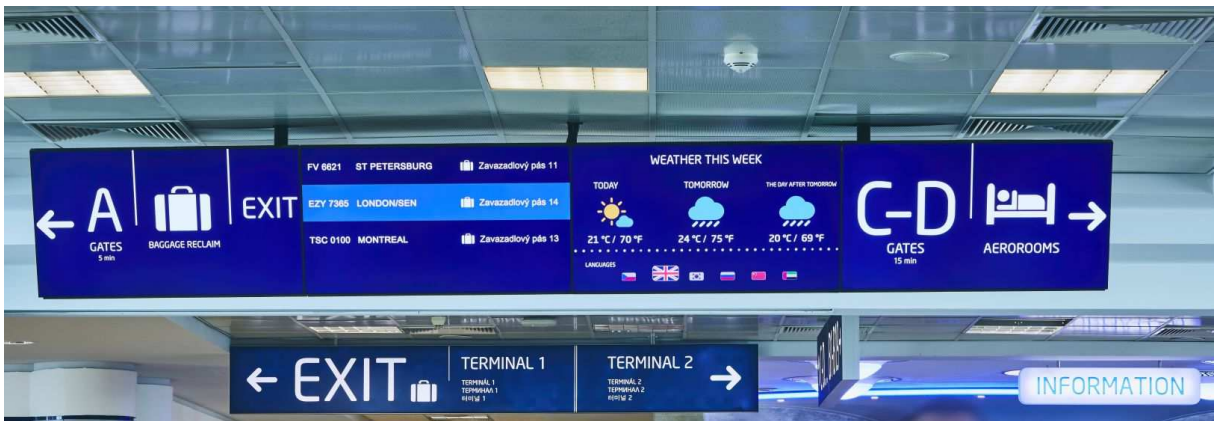 A
GATES
5 min
BAGGAGE RECLAIM
EXIT
FV 6621 ST PETERSBURG Zavazadlový pás 11
EZY 7365 LONDON/SEN Zavazadlový pás 14
TSC 0100 MONTREAL Zavazadlový pás 13
WEATHER THIS WEEK
TODAY TOMORROW THE DAY AFTER TOMORROW
21 °C / 70 °F 24 °C / 75 °F 20 °C / 69 °F
LANGUAGES
C-D
GATES
15 min
AEROROOMS
EXIT
TERMINAL 1
TERMINÁL 1
ТЕРМИНАЛ 1
터미널 1
TERMINAL 2
TERMINÁL 2
ТЕРМИНАЛ 2
터미널 2
INFORMATION